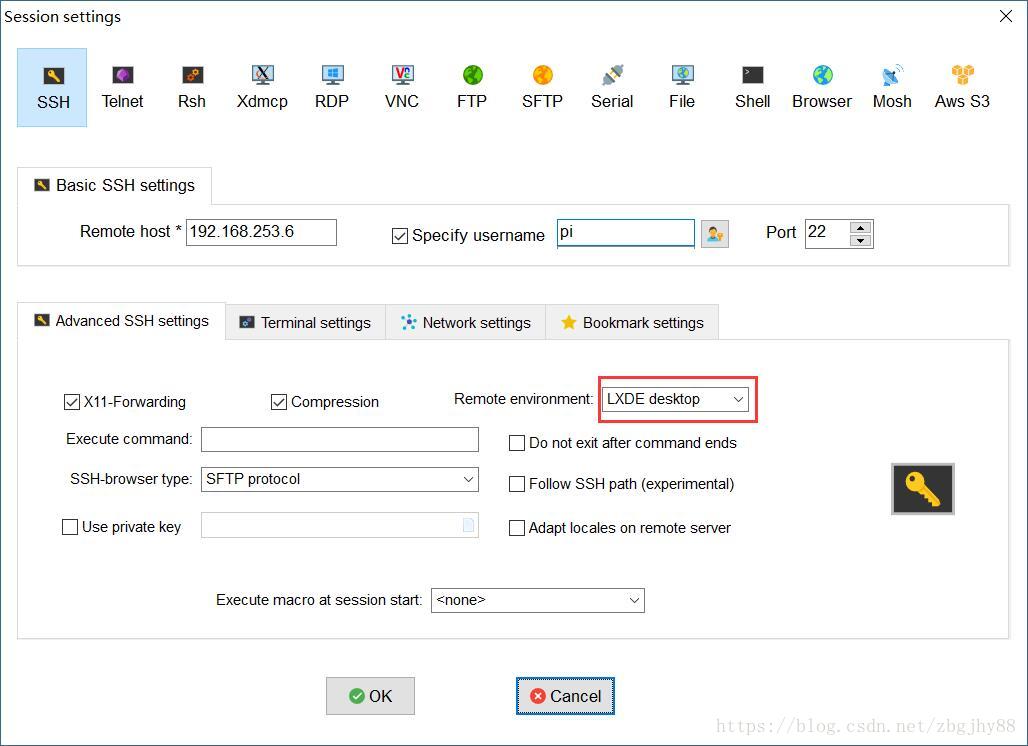 Session settings
SSH Telnet Rsh Xdmcp RDP VNC FTP SFTP Serial File Shell Browser Mosh Aws S3
Basic SSH settings
Remote host * 192.168.253.6 Specify username pi Port 22
Advanced SSH settings Terminal settings Network settings Bookmark settings
X11-Forwarding Compression Remote environment: LXDE desktop
Execute command: Do not exit after command ends
SSH-browser type: SFTP protocol Follow SSH path (experimental)
Use private key Adapt locales on remote server
Execute macro at session start: <none>
OK Cancel
https://blog.csdn.net/zbgjhy88